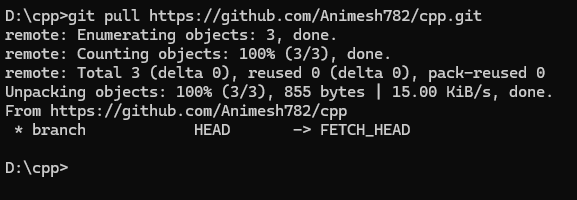 D:\cpp>git pull https://github.com/Animesh782/cpp.git
remote: Enumerating objects: 3, done.
remote: Counting objects: 100% (3/3), done.
remote: Total 3 (delta 0), reused 0 (delta 0), pack-reused 0
Unpacking objects: 100% (3/3), 855 bytes | 15.00 KiB/s, done.
From https://github.com/Animesh782/cpp
 * branch            HEAD       -> FETCH_HEAD
D:\cpp>